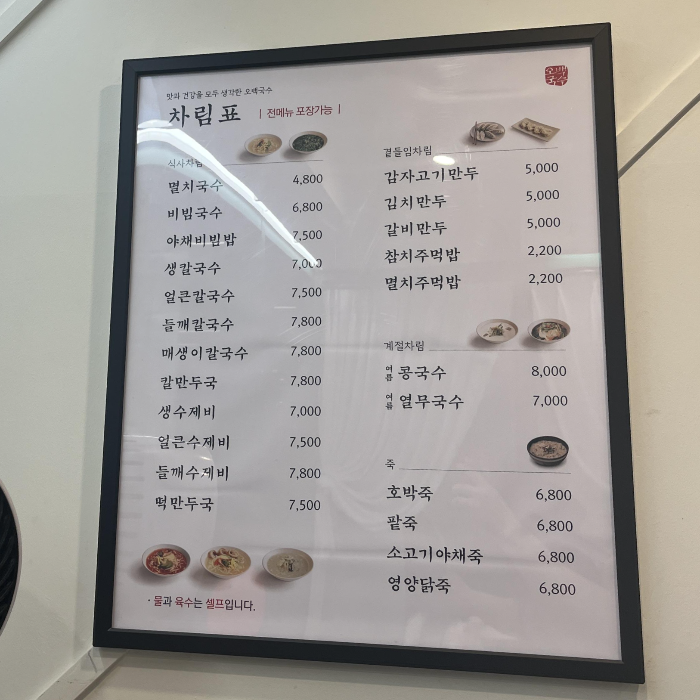 맛과 건강을 모두 생각한 오백국수
차림표 | 전메뉴 포장가능 |
식사차림
멸치국수 4,800
비빔국수 6,800
야채비빔밥 7,500
생칼국수 7,000
얼큰칼국수 7,500
들깨칼국수 7,800
매생이칼국수 7,800
칼만두국 7,800
생수제비 7,000
얼큰수제비 7,500
들깨수제비 7,800
떡만두국 7,500
· 물과 육수는 셀프입니다.
오백국수
곁들임차림
감자고기만두 5,000
김치만두 5,000
갈비만두 5,000
참치주먹밥 2,200
멸치주먹밥 2,200
계절차림
여름 콩국수 8,000
여름 열무국수 7,000
죽
호박죽 6,800
팥죽 6,800
소고기야채죽 6,800
영양닭죽 6,800